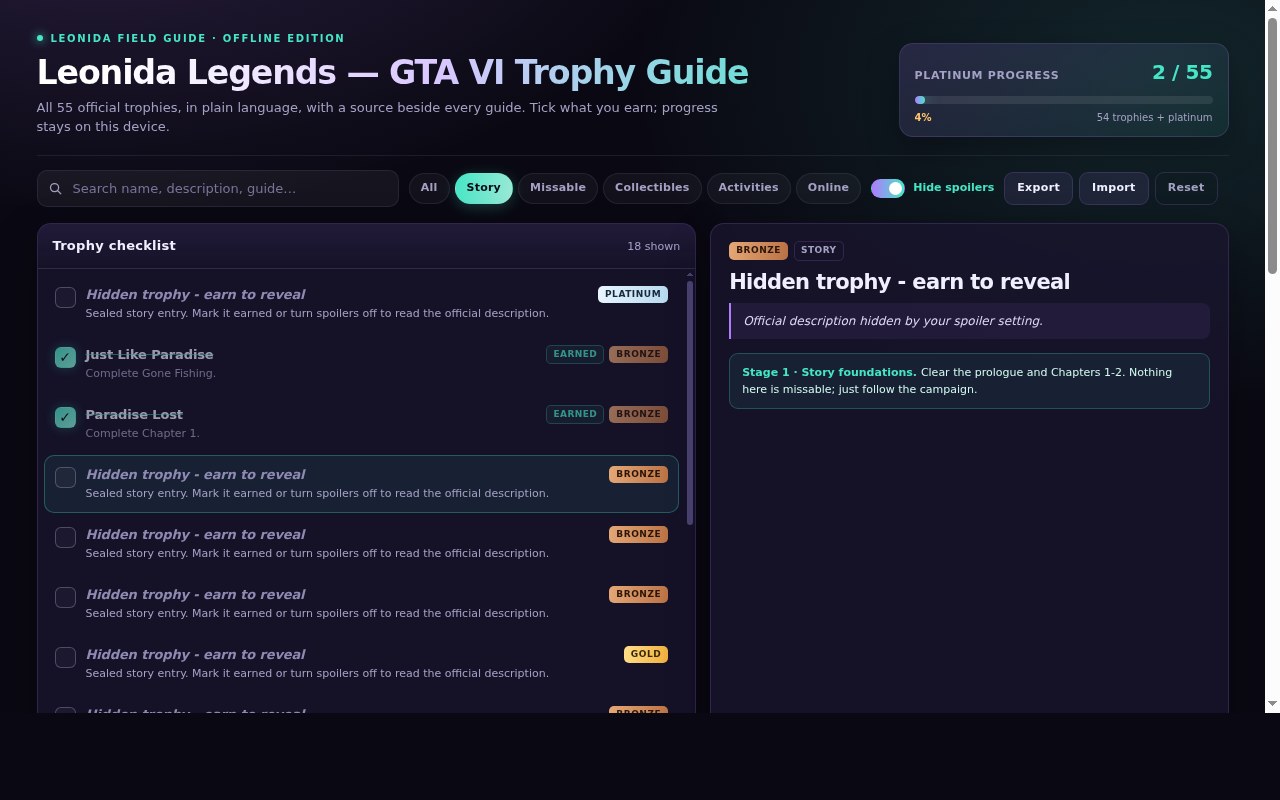 LEONIDA FIELD GUIDE · OFFLINE EDITION
Leonida Legends — GTA VI Trophy Guide
All 55 official trophies, in plain language, with a source beside every guide. Tick what you earn; progress
stays on this device.
PLATINUM PROGRESS
2 / 55
4%
54 trophies + platinum
Search name, description, guide…
All
Story
Missable
Collectibles
Activities
Online
Hide spoilers
Export
Import
Reset
Trophy checklist
18 shown
Hidden trophy - earn to reveal
PLATINUM
Sealed story entry. Mark it earned or turn spoilers off to read the official description.
Just Like Paradise
EARNED
BRONZE
Complete Gone Fishing.
Paradise Lost
EARNED
BRONZE
Complete Chapter 1.
Hidden trophy - earn to reveal
BRONZE
Sealed story entry. Mark it earned or turn spoilers off to read the official description.
Hidden trophy - earn to reveal
BRONZE
Sealed story entry. Mark it earned or turn spoilers off to read the official description.
Hidden trophy - earn to reveal
BRONZE
Sealed story entry. Mark it earned or turn spoilers off to read the official description.
Hidden trophy - earn to reveal
GOLD
Sealed story entry. Mark it earned or turn spoilers off to read the official description.
Hidden trophy - earn to reveal
BRONZE
BRONZE
STORY
Hidden trophy - earn to reveal
Official description hidden by your spoiler setting.
Stage 1 · Story foundations. Clear the prologue and Chapters 1-2. Nothing
here is missable; just follow the campaign.